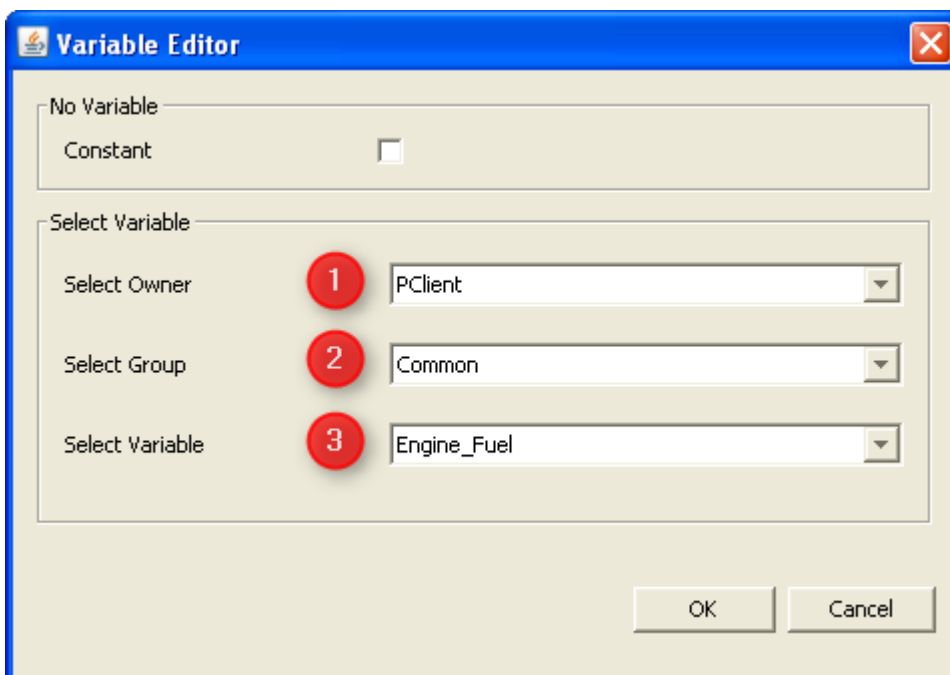 Variable Editor
No Variable
Constant
Select Variable
Select Owner 1 PClient
Select Group 2 Common
Select Variable 3 Engine_Fuel
OK Cancel